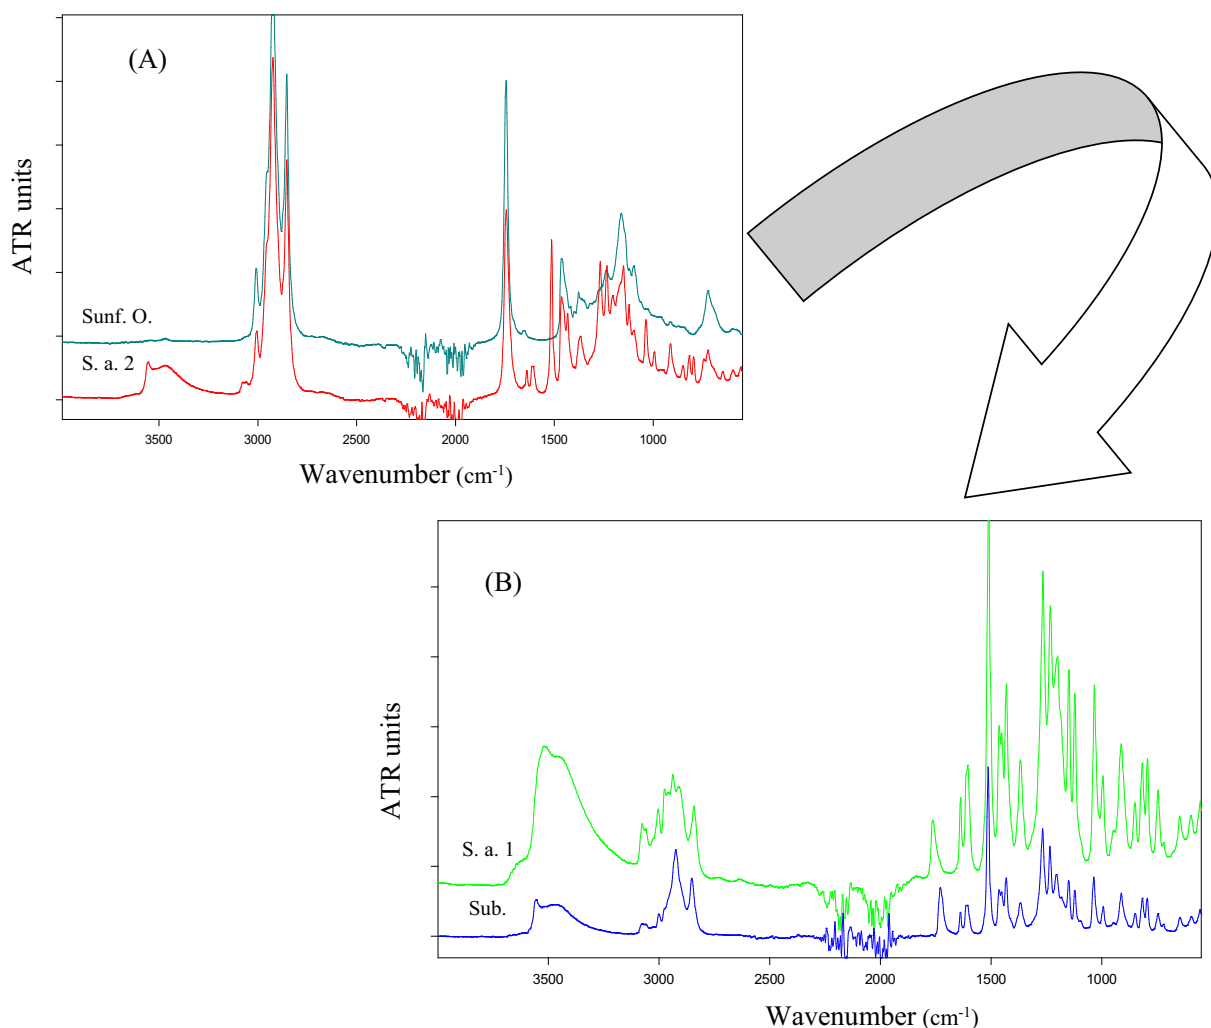 (A)
ATR units
Sunf. O.
S. a. 2
3500 3000 2500 2000 1500 1000
Wavenumber (cm-1)
(B)
ATR units
S. a. 1
Sub.
3500 3000 2500 2000 1500 1000
Wavenumber (cm-1)